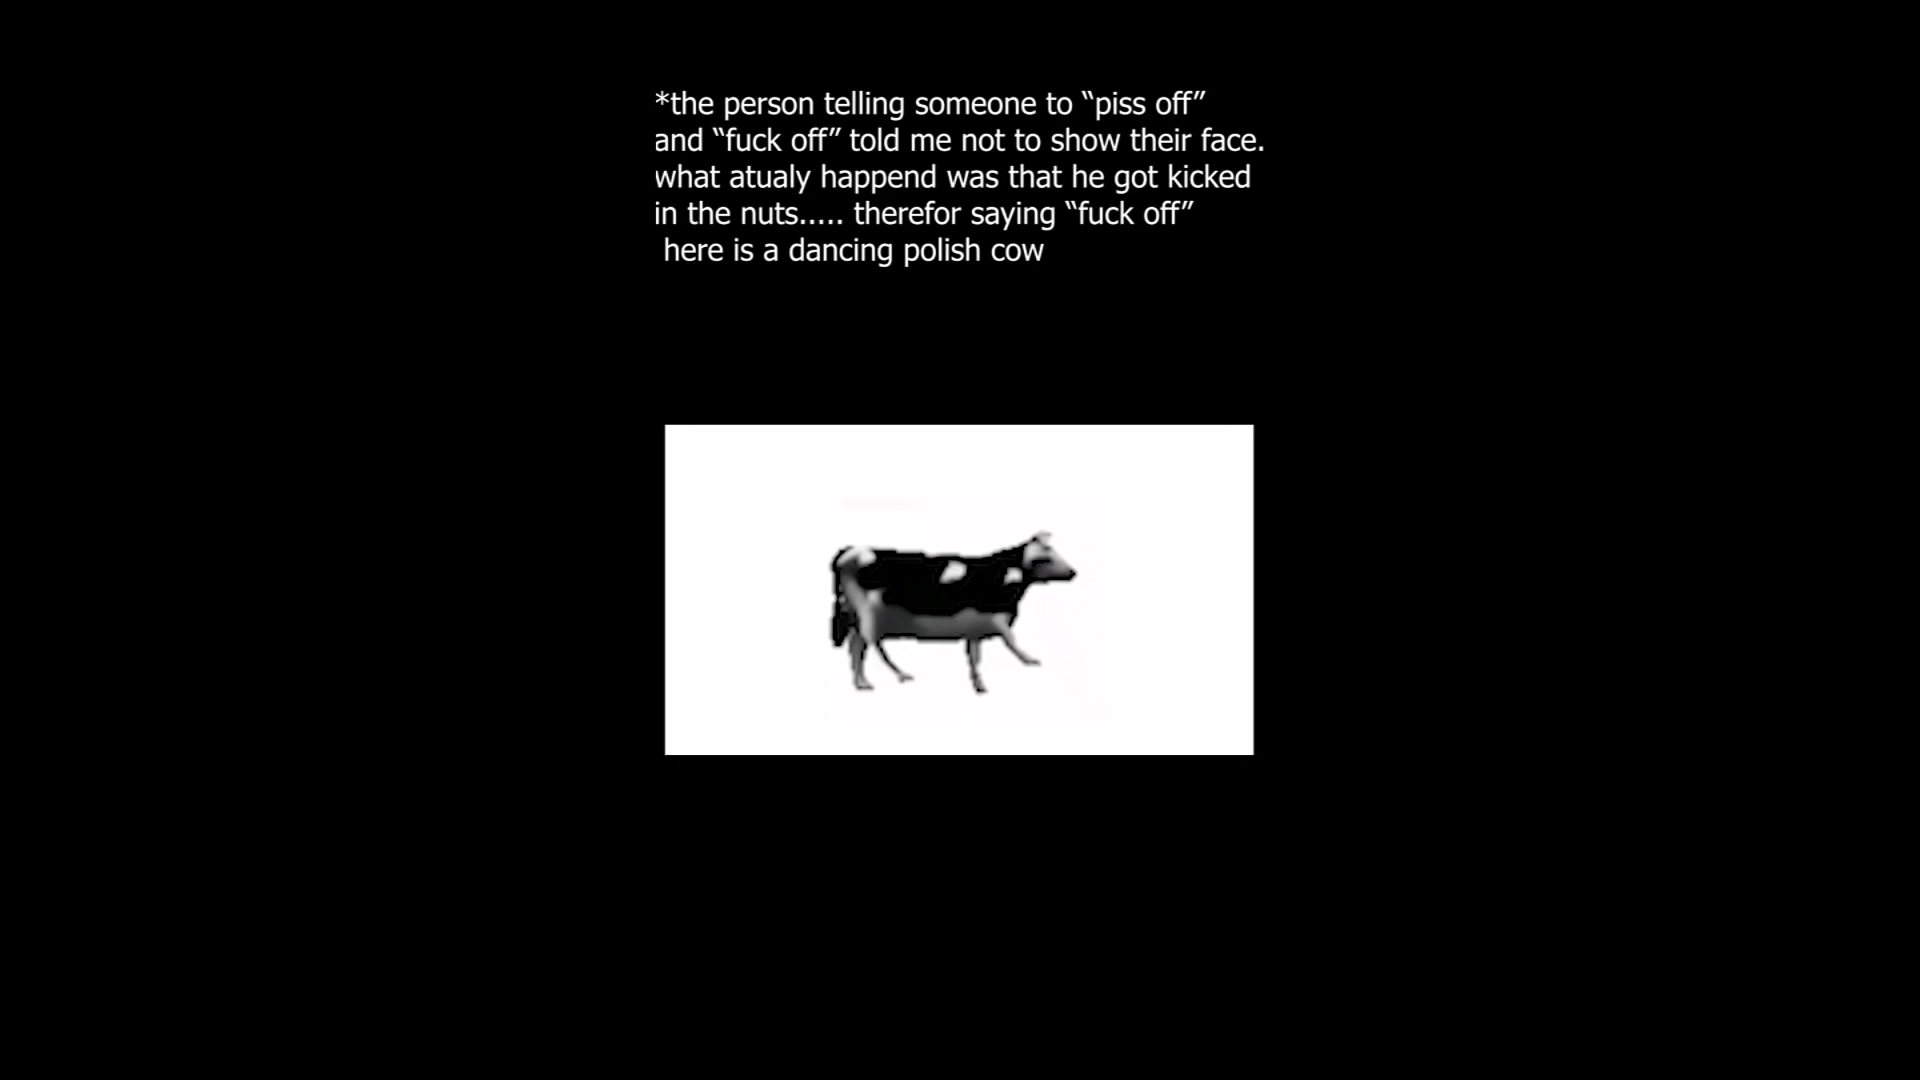 *the person telling someone to “piss off”
and “fuck off” told me not to show their face.
what atualy happend was that he got kicked
in the nuts..... therefor saying “fuck off”
here is a dancing polish cow